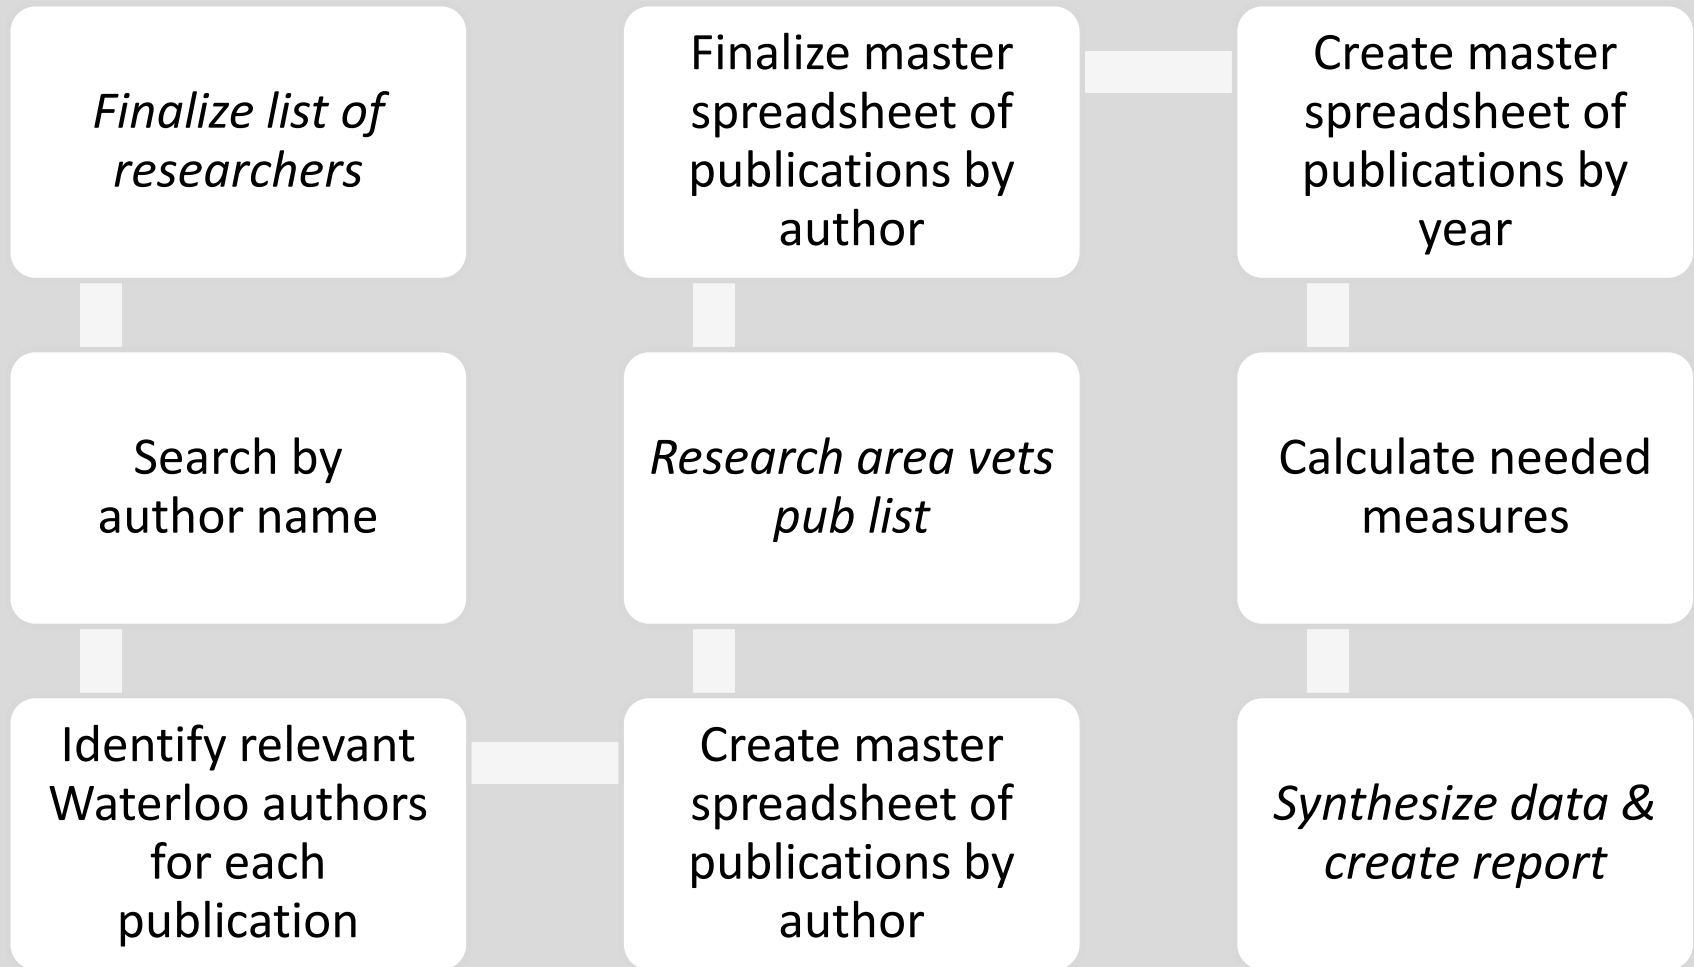 Finalize list of
researchers
Search by
author name
Identify relevant
Waterloo authors
for each
publication
Create master
spreadsheet of
publications by
author
Research area vets
pub list
Finalize master
spreadsheet of
publications by
author
Create master
spreadsheet of
publications by
year
Calculate needed
measures
Synthesize data &
create report